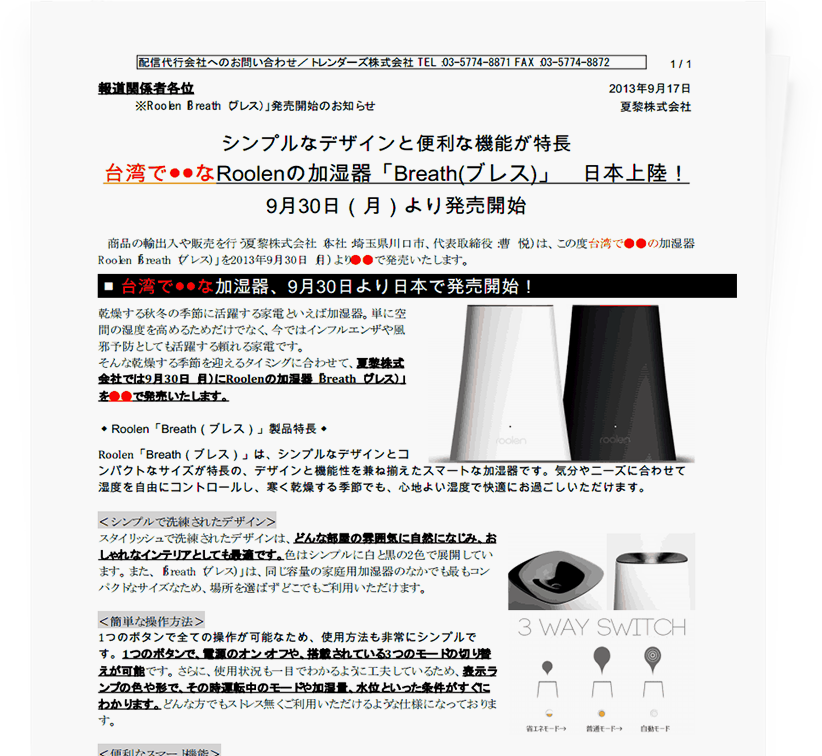 配信代行会社へのお問い合わせ／トレンダーズ株式会社 TEL :03-5774-8871 FAX :03-5774-8872
1 / 1
報道関係者各位
2013年9月17日
※Roolen「Breath(ブレス)」発売開始のお知らせ
夏黎株式会社
シンプルなデザインと便利な機能が特長
台湾で●●なRoolenの加湿器「Breath(ブレス)」　日本上陸！
9月30日（月）より発売開始
商品の輸出入や販売を行う夏黎株式会社（本社:埼玉県川口市、代表取締役:曹　悦)は、この度台湾で●●の加湿器
Roolen「Breath(ブレス)」を2013年9月30日（月）より●●で発売いたします。
■ 台湾で●●な加湿器、9月30日より日本で発売開始！
乾燥する秋冬の季節に活躍する家電といえば加湿器。単に空
間の湿度を高めるためだけでなく、今ではインフルエンザや風
邪予防としても活躍する頼れる家電です。
そんな乾燥する季節を迎えるタイミングに合わせて、夏黎株式
会社では9月30日（月）にRoolenの加湿器「Breath（ブレス）」
を●●で発売いたします。
roolen
roolen
◆ Roolen「Breath（ブレス）」製品特長 ◆
Roolen「Breath（ブレス）」は、シンプルなデザインとコ
ンパクトなサイズが特長の、デザインと機能性を兼ね揃えたスマートな加湿器です。気分やニーズに合わせて
湿度を自由にコントロールし、寒く乾燥する季節でも、心地よい湿度で快適にお過ごしいただけます。
＜シンプルで洗練されたデザイン＞
スタイリッシュで洗練されたデザインは、どんな部屋の雰囲気に自然になじみ、お
しゃれなインテリアとしても最適です。色はシンプルに白と黒の2色で展開してい
ます。また、「Breath（ブレス）」は、同じ容量の家庭用加湿器のなかでも最もコン
パクトなサイズなため、場所を選ばずどこでもご利用いただけます。
＜簡単な操作方法＞
1つのボタンで全ての操作が可能なため、使用方法も非常にシンプルで
す。1つのボタンで、電源のオン・オフや、搭載されている3つのモードの切り替
えが可能です。さらに、使用状況も一目でわかるように工夫しているため、表示ラ
ンプの色や形で、その時運転中のモードや加湿量、水位といった条件がすぐに
わかります。どんな方でもストレス無くご利用いただけるような仕様になっておりま
す。
3 WAY SWITCH
省エネモード→
普通モード→
自動モード
＜便利なスマート機能＞